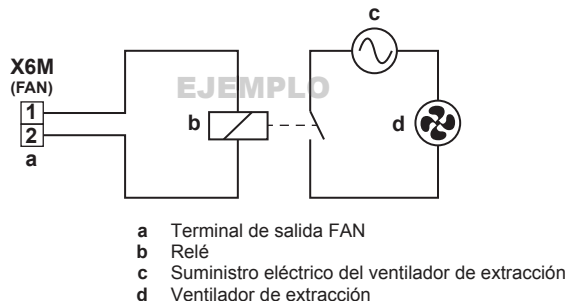 c
X6M
(FAN)
EJEMPLO
1
2
a
b
d
a Terminal de salida FAN
b Relé
c Suministro eléctrico del ventilador de extracción
d Ventilador de extracción